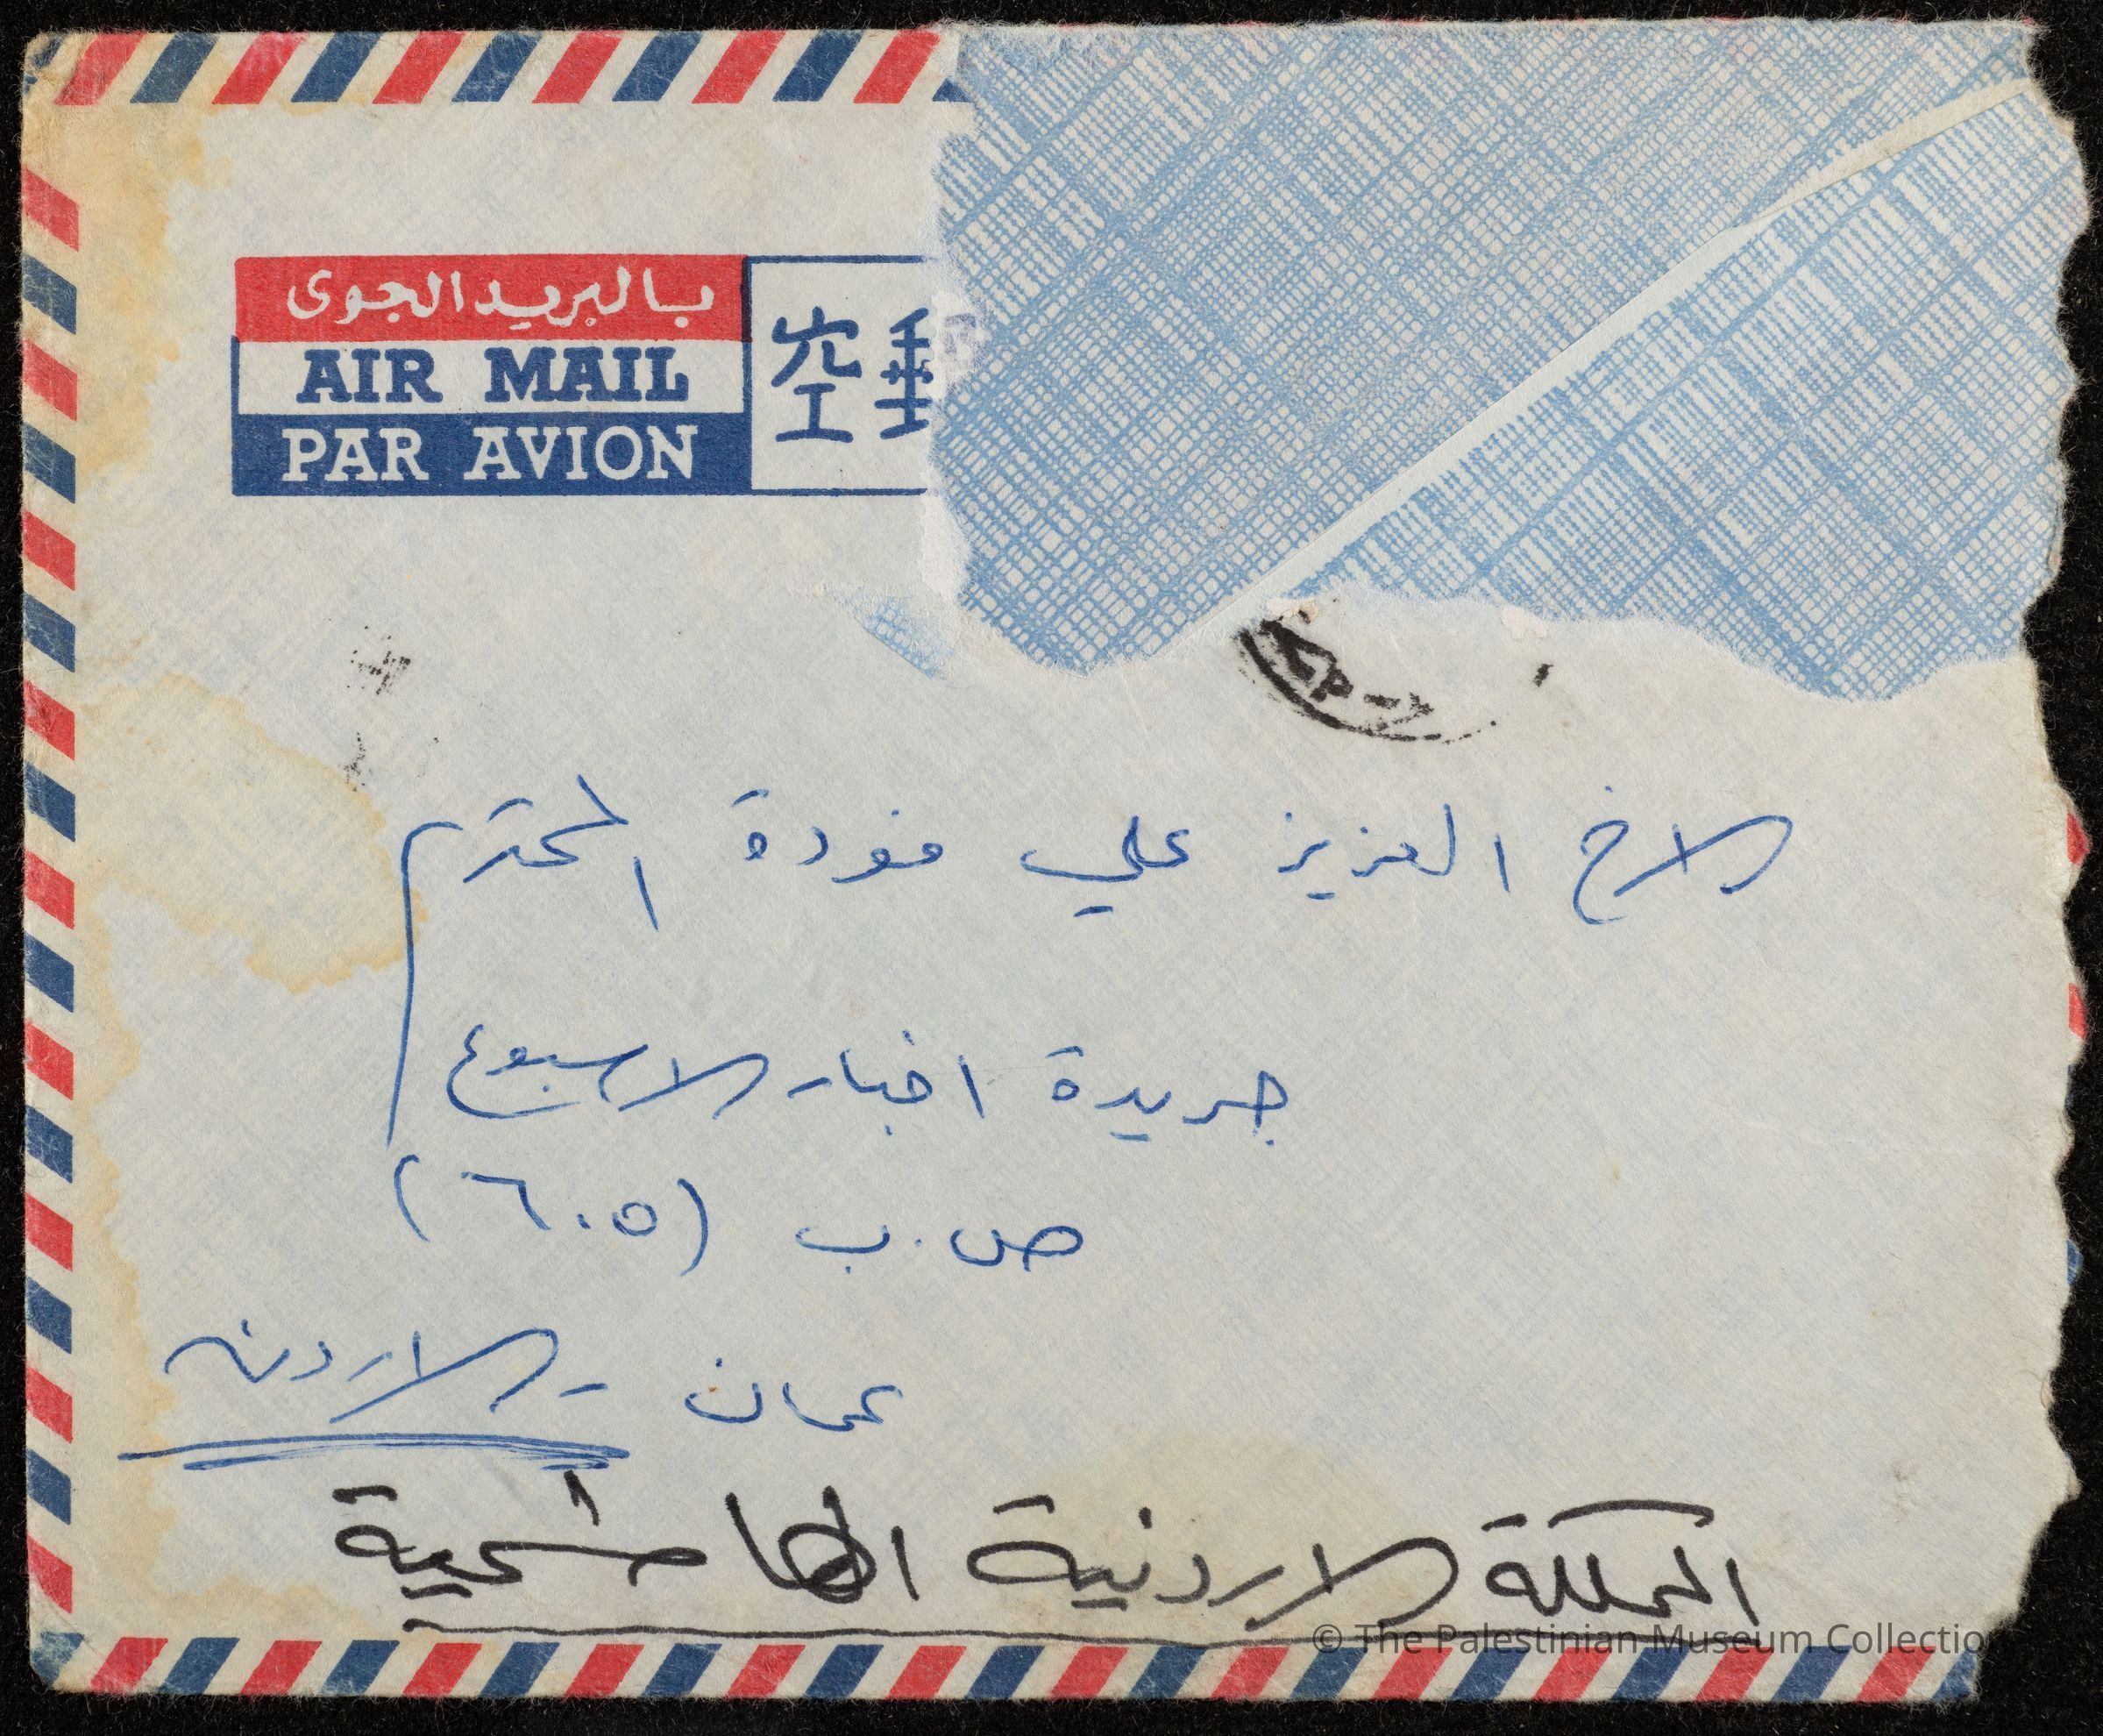 بالبريد الجوى
AIR MAIL
PAR AVION
空郵
الاخ العزيز علي فودة المحترم
جريدة اخبار الاسبوع
ص.ب (٦٠٥)
عمان - الاردن
المملكة الاردنية الهاشمية
© The Palestinian Museum Collection